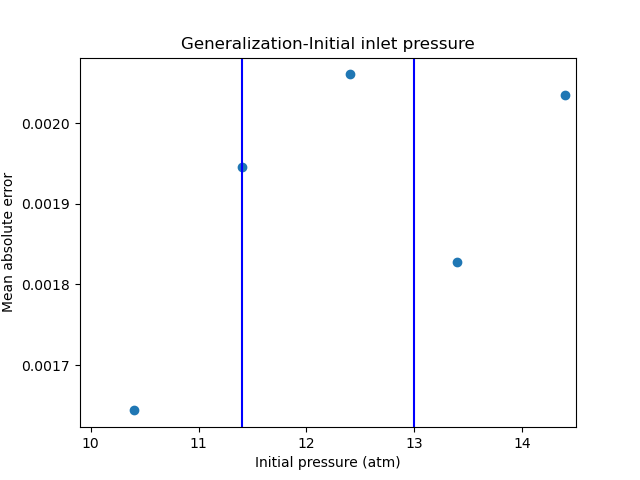 Generalization-Initial inlet pressure
Mean absolute error
0.0020
0.0019
0.0018
0.0017
10 11 12 13 14
Initial pressure (atm)